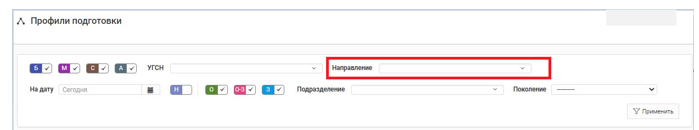 Профили подготовки
Б М С А УГСН Направление
На дату Сегодня Н О О-З З Подразделение Поколение ---------
Применить